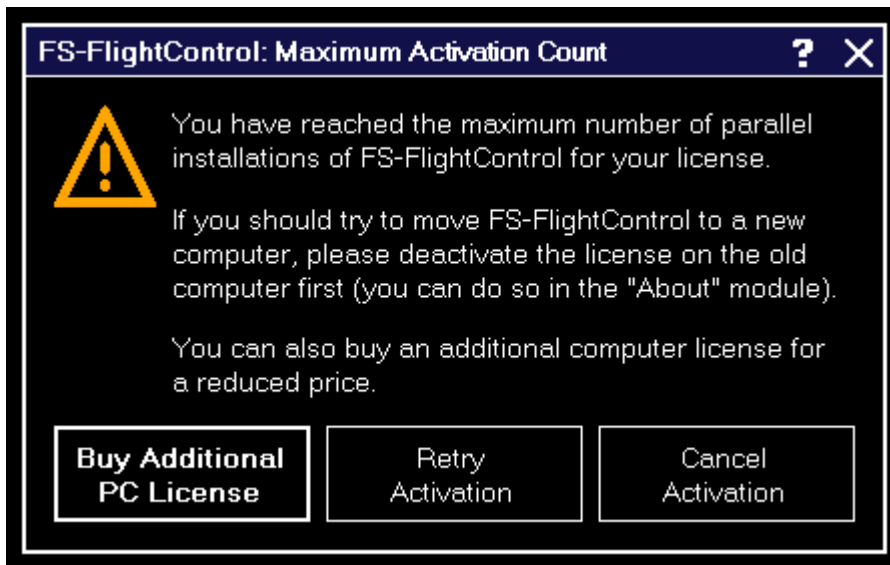 FS-FlightControl: Maximum Activation Count ? X
You have reached the maximum number of parallel
installations of FS-FlightControl for your license.
If you should try to move FS-FlightControl to a new
computer, please deactivate the license on the old
computer first (you can do so in the "About" module).
You can also buy an additional computer license for
a reduced price.
Buy Additional
PC License
Retry
Activation
Cancel
Activation